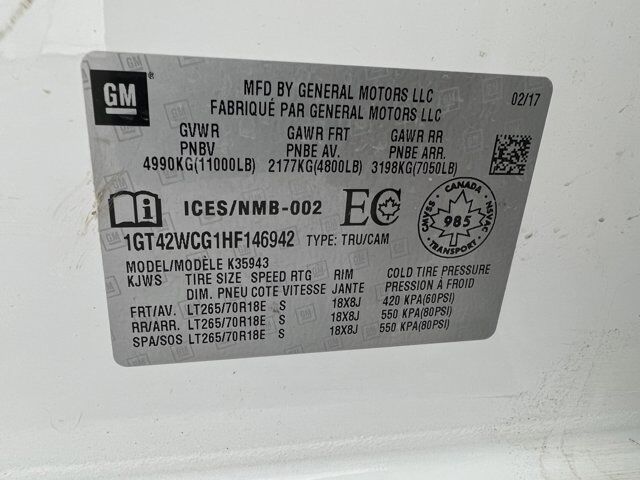 GM
MFD BY GENERAL MOTORS LLC
FABRIQUÉ PAR GENERAL MOTORS LLC
02/17
GVWR GAWR FRT GAWR RR
PNBV PNBE AV. PNBE ARR.
4990KG(11000LB) 2177KG(4800LB) 3198KG(7050LB)
ICES/NMB-002 EC
CANADA
CMVSS 985 NSVAC
TRANSPORT
1GT42WCG1HF146942 TYPE: TRU/CAM
MODEL/MODÈLE K35943
KJWS TIRE SIZE SPEED RTG RIM COLD TIRE PRESSURE
DIM. PNEU COTE VITESSE JANTE PRESSION À FROID
FRT/AV. LT265/70R18E S 18X8J 420 KPA(60PSI)
RR/ARR. LT265/70R18E S 18X8J 550 KPA(80PSI)
SPA/SOS LT265/70R18E S 18X8J 550 KPA(80PSI)